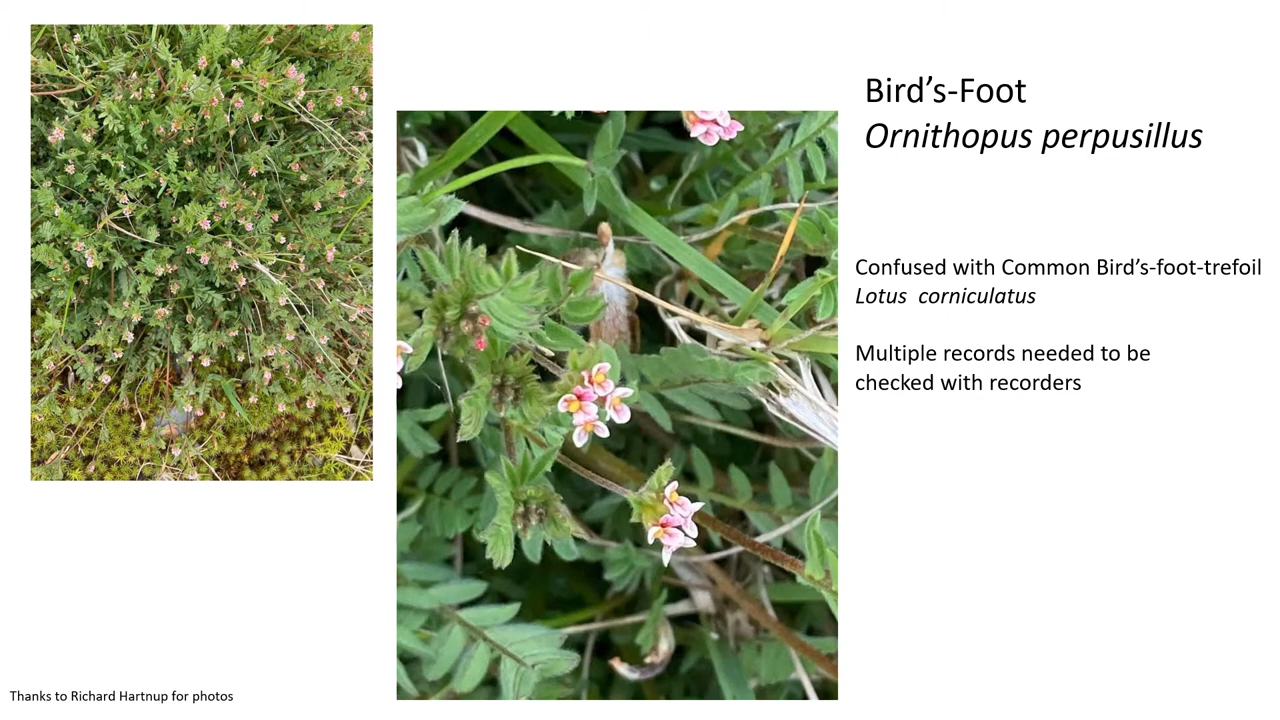 Bird’s-Foot
Ornithopus perpusillus
Confused with Common Bird’s-foot-trefoil
Lotus corniculatus
Multiple records needed to be
checked with recorders
Thanks to Richard Hartnup for photos